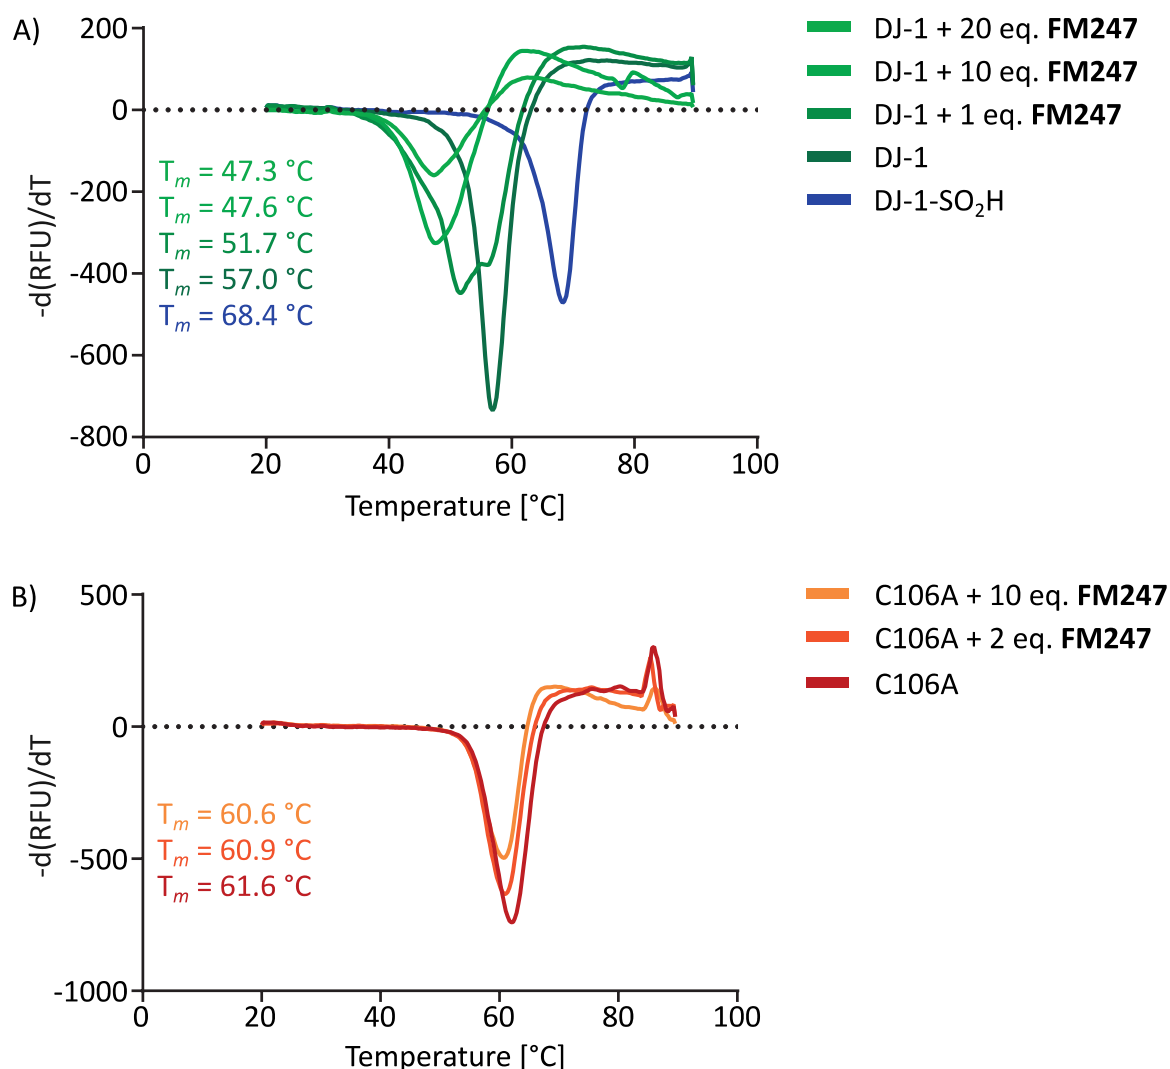 A)
200
0
-200
-400
-600
-800
-d(RFU)/dT
0 20 40 60 80 100
Temperature [°C]
Tm = 47.3 °C
Tm = 47.6 °C
Tm = 51.7 °C
Tm = 57.0 °C
Tm = 68.4 °C
DJ-1 + 20 eq. FM247
DJ-1 + 10 eq. FM247
DJ-1 + 1 eq. FM247
DJ-1
DJ-1-SO₂H
B)
500
0
-500
-1000
-d(RFU)/dT
0 20 40 60 80 100
Temperature [°C]
Tm = 60.6 °C
Tm = 60.9 °C
Tm = 61.6 °C
C106A + 10 eq. FM247
C106A + 2 eq. FM247
C106A